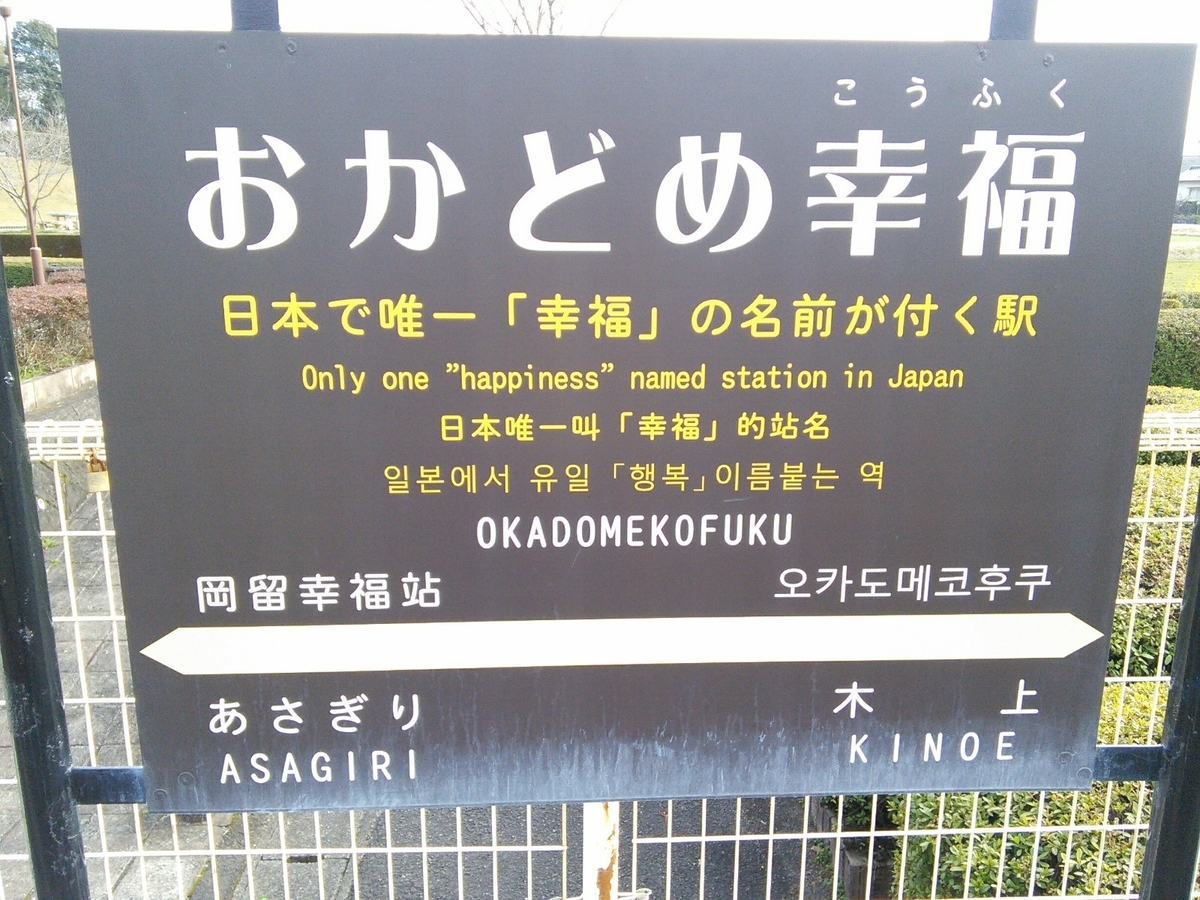 こうふく
おかどめ幸福
日本で唯一「幸福」の名前が付く駅
Only one ”happiness” named station in Japan
日本唯一叫「幸福」的站名
일본에서 유일 「행복」이름붙는 역
OKADOMEKOFUKU
岡留幸福站 오카도메코후쿠
あさぎり 木上
ASAGIRI KINOE